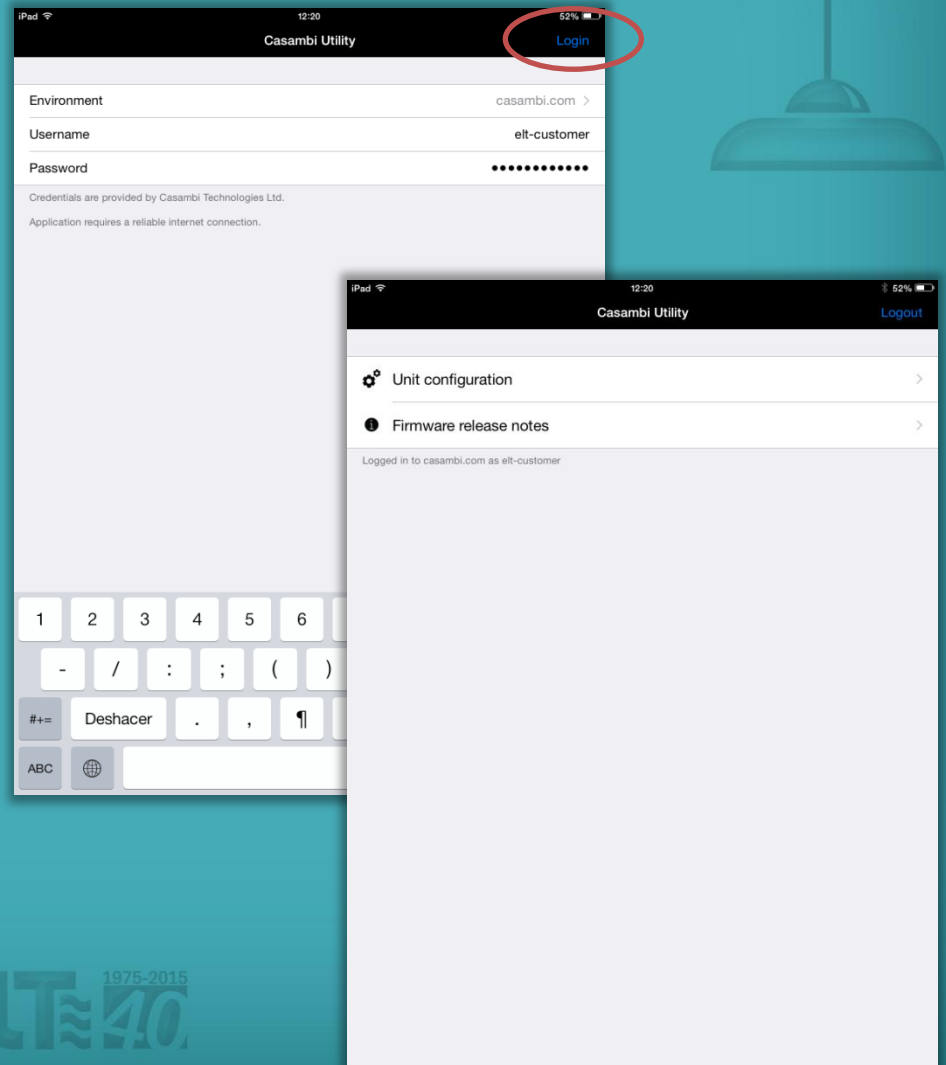 iPad 12:20 52%
Casambi Utility Login
Environment casambi.com >
Username elt-customer
Password ••••••••••••
Credentials are provided by Casambi Technologies Ltd.
Application requires a reliable internet connection.
1 2 3 4 5 6
- / : ; ( )
#+= Deshacer . , ¶
ABC
iPad 12:20 52%
Casambi Utility Logout
Unit configuration >
Firmware release notes >
Logged in to casambi.com as elt-customer
1975-2015
LT 40